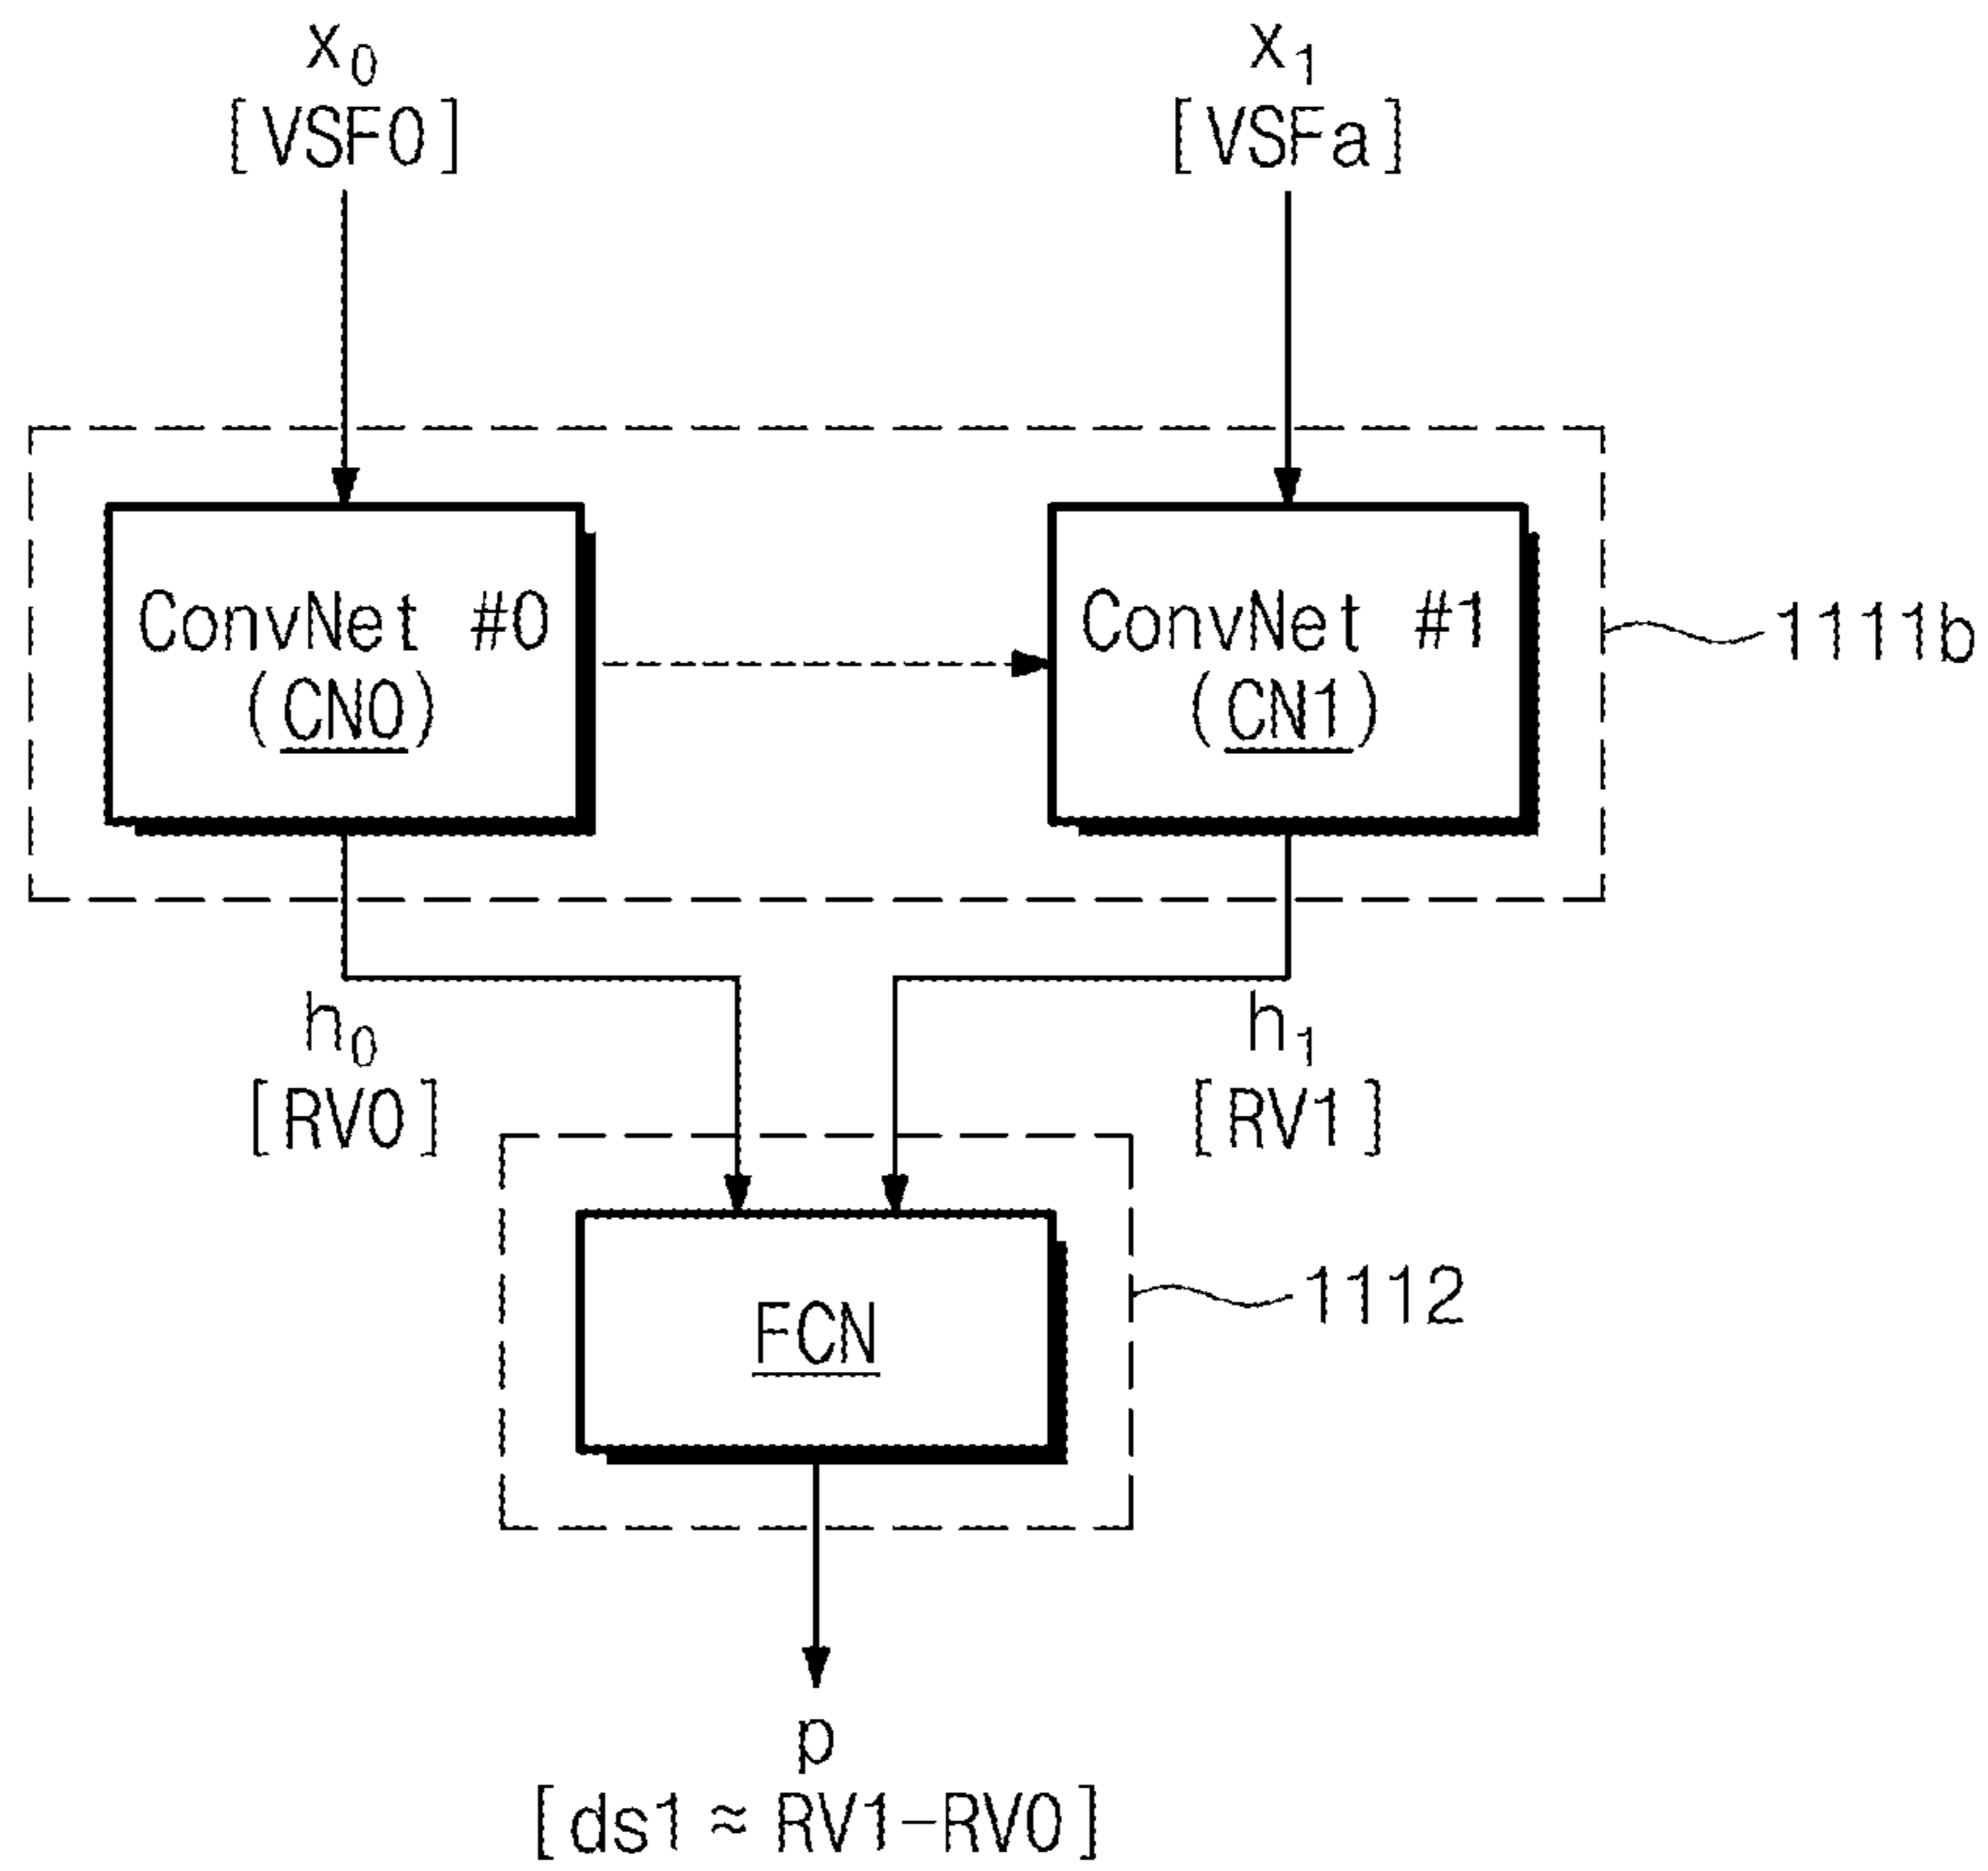 x₀
[VSF0]
x₁
[VSFa]
ConvNet #0
(CN0)
ConvNet #1
(CN1)
1111b
h₀
[RV0]
h₁
[RV1]
FCN
1112
p
[ds1 ≈ RV1-RV0]